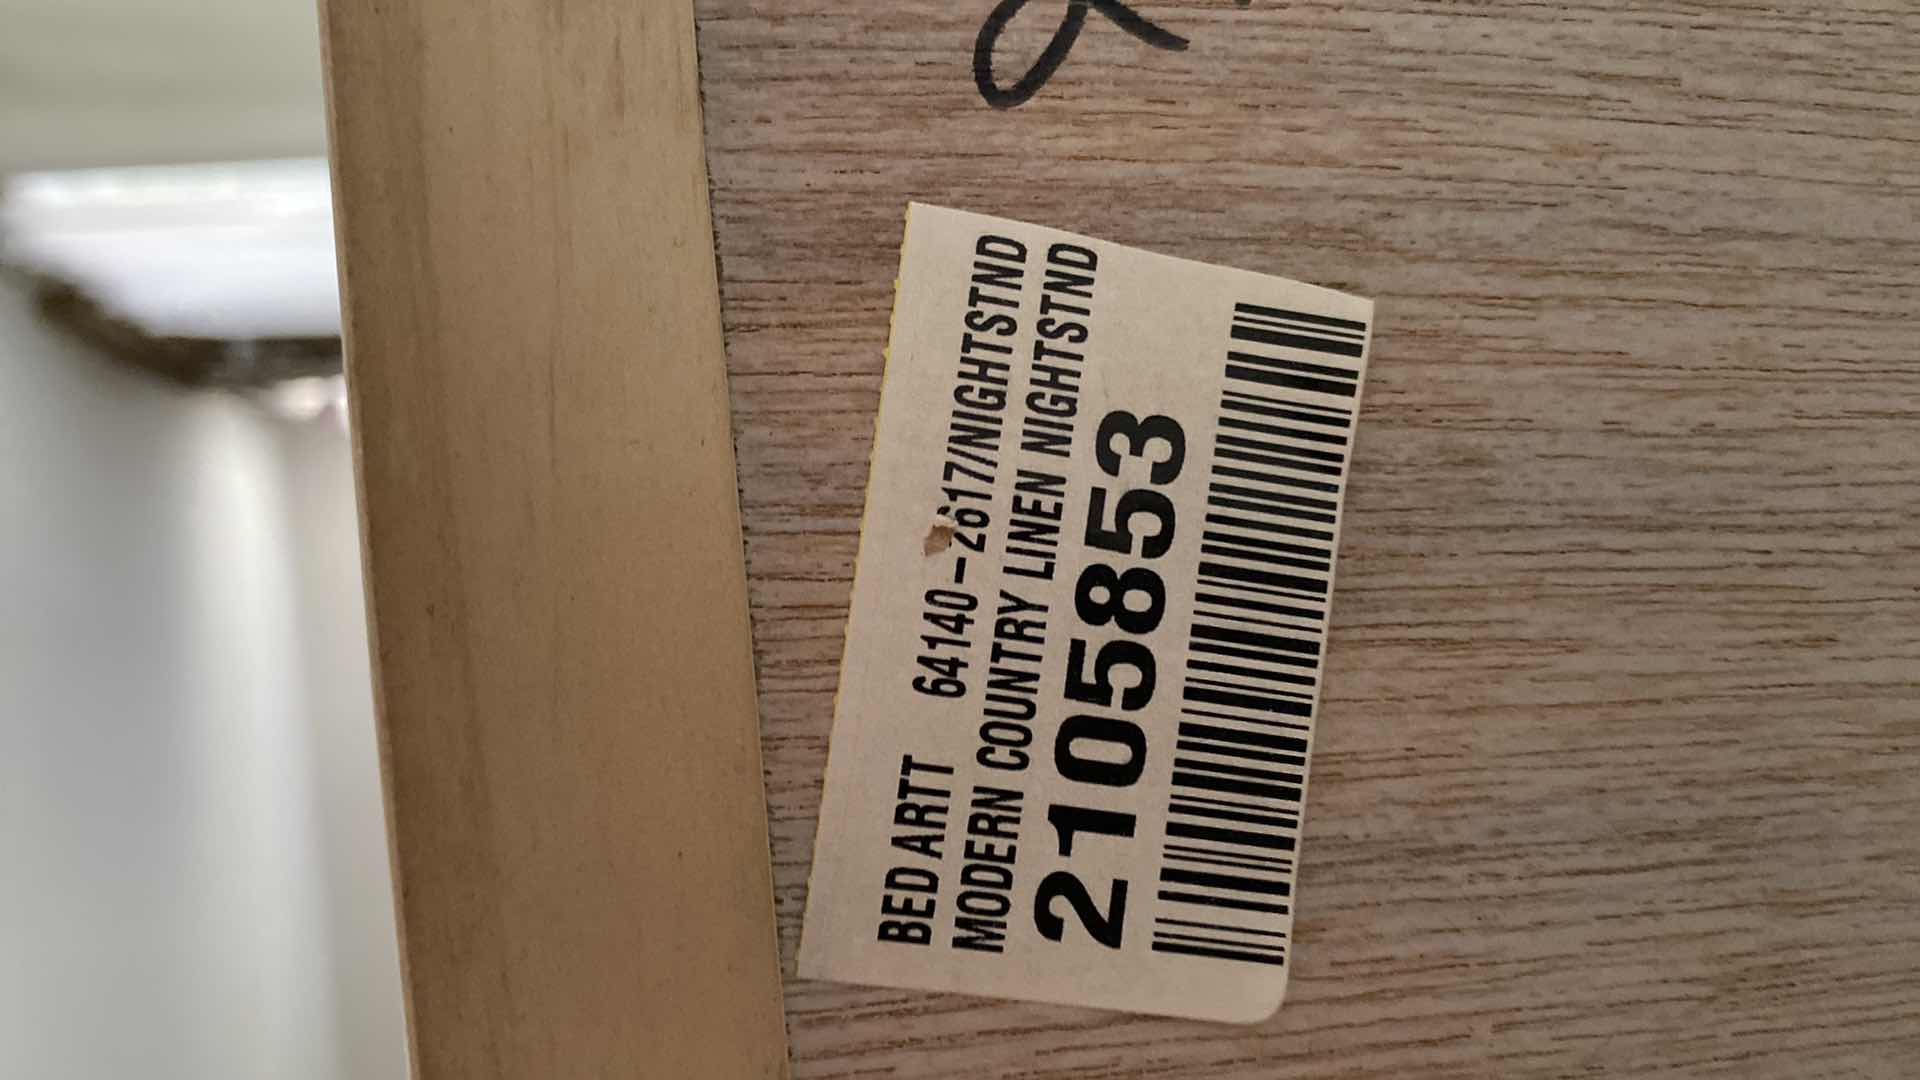 BED ARTT 64140-2617/NIGHTSTND
MODERN COUNTRY LINEN NIGHTSTND
2105853